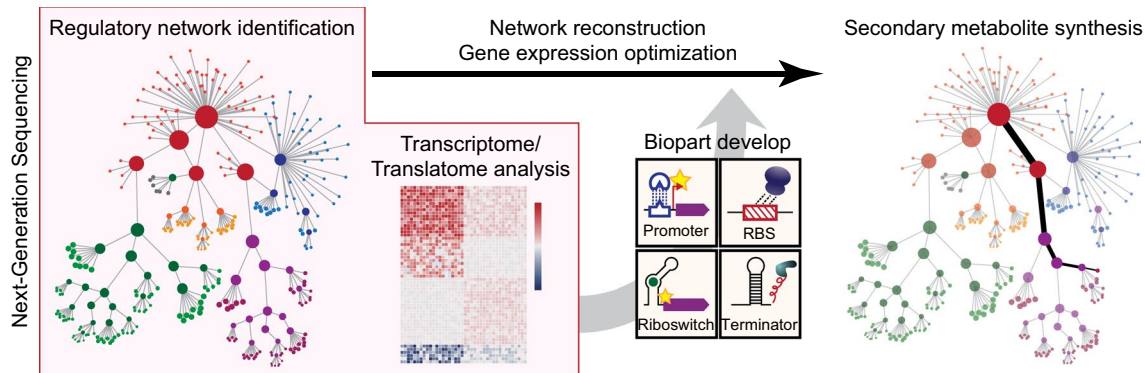 Next-Generation Sequencing
Regulatory network identification
Transcriptome/
Translatome analysis
Network reconstruction
Gene expression optimization
Biopart develop
Promoter
RBS
Riboswitch
Terminator
Secondary metabolite synthesis